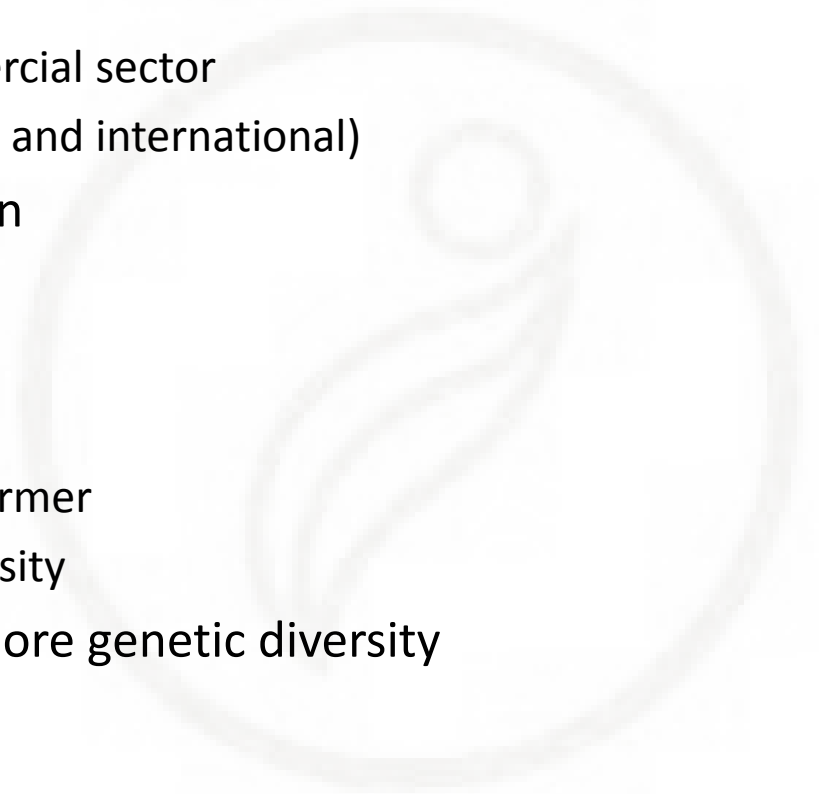 rcial sector
and international)
n
rmer
sity
ore genetic diversity